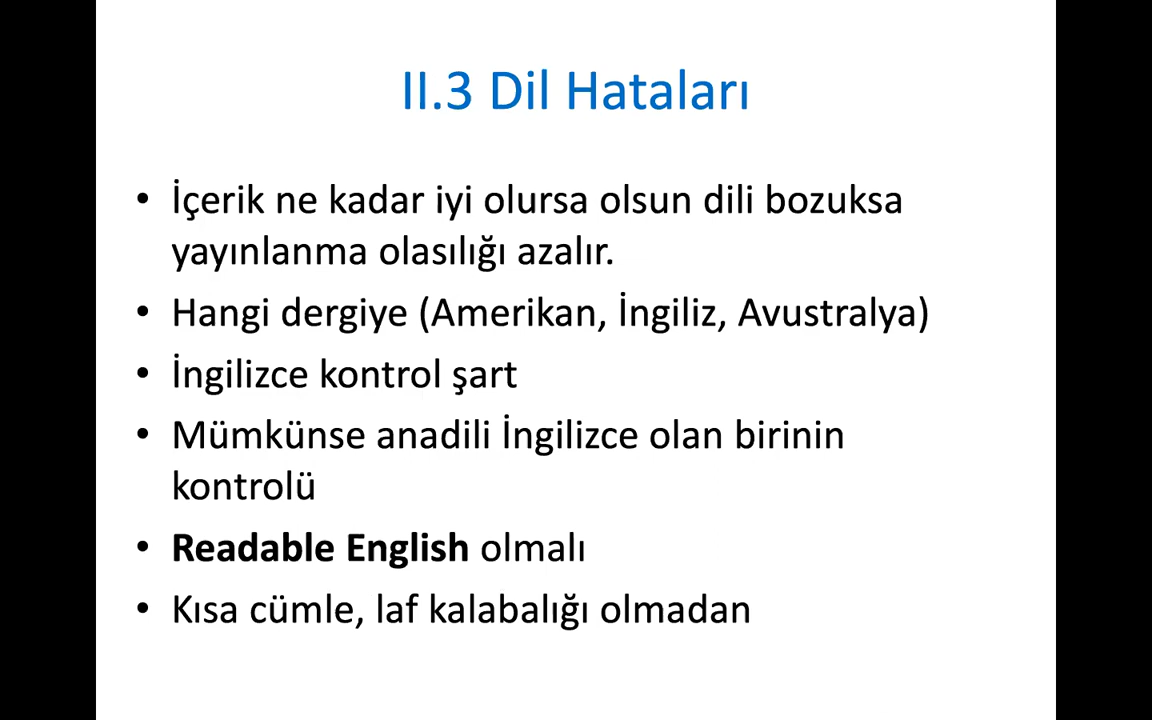 II.3 Dil Hataları
• İçerik ne kadar iyi olursa olsun dili bozuksa
yayınlanma olasılığı azalır.
• Hangi dergiye (Amerikan, İngiliz, Avustralya)
• İngilizce kontrol şart
• Mümkünse anadili İngilizce olan birinin
kontrolü
• Readable English olmalı
• Kısa cümle, laf kalabalığı olmadan